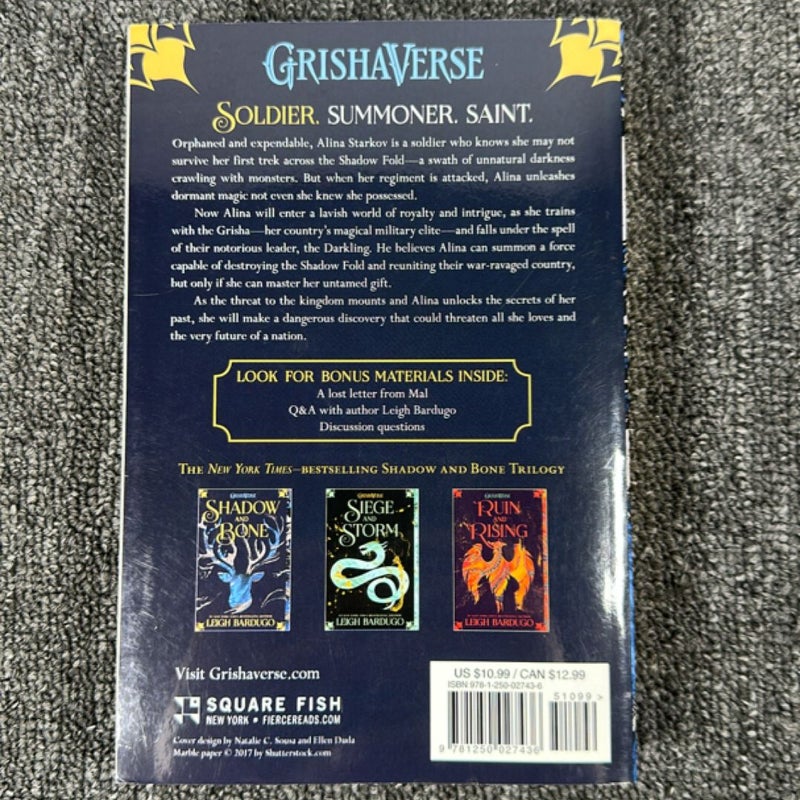 GRISHAVERSE
SOLDIER. SUMMONER. SAINT.
Orphaned and expendable, Alina Starkov is a soldier who knows she may not
survive her first trek across the Shadow Fold—a swath of unnatural darkness
crawling with monsters. But when her regiment is attacked, Alina unleashes
dormant magic not even she knew she possessed.
Now Alina will enter a lavish world of royalty and intrigue, as she trains
with the Grisha—her country's magical military elite—and falls under the spell
of their notorious leader, the Darkling. He believes Alina can summon a force
capable of destroying the Shadow Fold and reuniting their war-ravaged country,
but only if she can master her untamed gift.
As the threat to the kingdom mounts and Alina unlocks the secrets of her
past, she will make a dangerous discovery that could threaten all she loves and
the very future of a nation.
LOOK FOR BONUS MATERIALS INSIDE:
A lost letter from Mal
Q&A with author Leigh Bardugo
Discussion questions
THE NEW YORK TIMES–BESTSELLING SHADOW AND BONE TRILOGY
GRISHAVERSE
SHADOW
AND
BONE
LEIGH BARDUGO
GRISHAVERSE
SIEGE
AND
STORM
LEIGH BARDUGO
GRISHAVERSE
RUIN
AND
RISING
LEIGH BARDUGO
Visit Grishaverse.com
SQUARE FISH
NEW YORK • FIERCEREADS.COM
Cover design by Natalie C. Sousa and Ellen Duda
Marble paper © 2017 by Shutterstock.com
US $10.99 / CAN $12.99
ISBN 978-1-250-02743-6
51099>
9 781250 027436